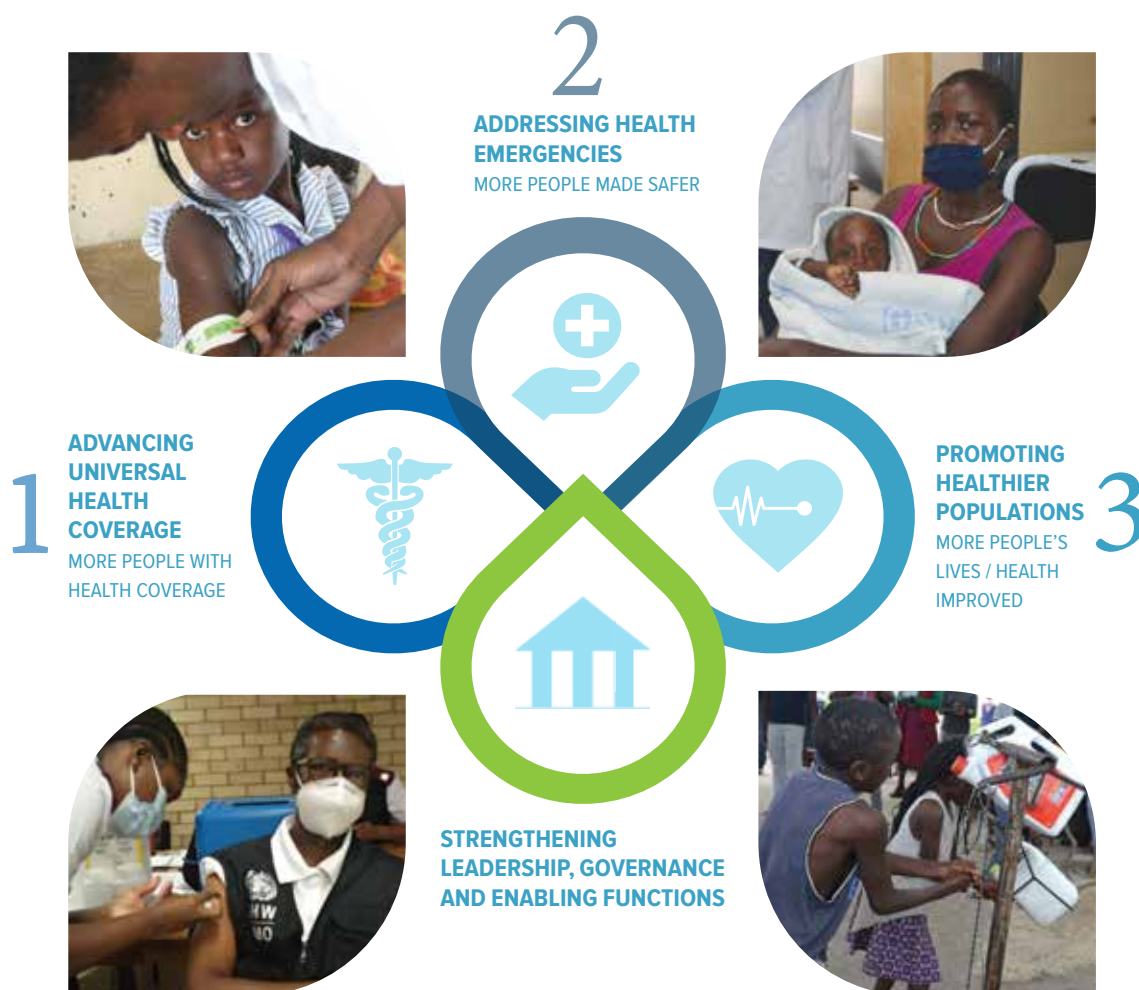 1
ADVANCING
UNIVERSAL
HEALTH
COVERAGE
MORE PEOPLE WITH
HEALTH COVERAGE
2
ADDRESSING HEALTH
EMERGENCIES
MORE PEOPLE MADE SAFER
3
PROMOTING
HEALTHIER
POPULATIONS
MORE PEOPLE'S
LIVES / HEALTH
IMPROVED
STRENGTHENING
LEADERSHIP, GOVERNANCE
AND ENABLING FUNCTIONS